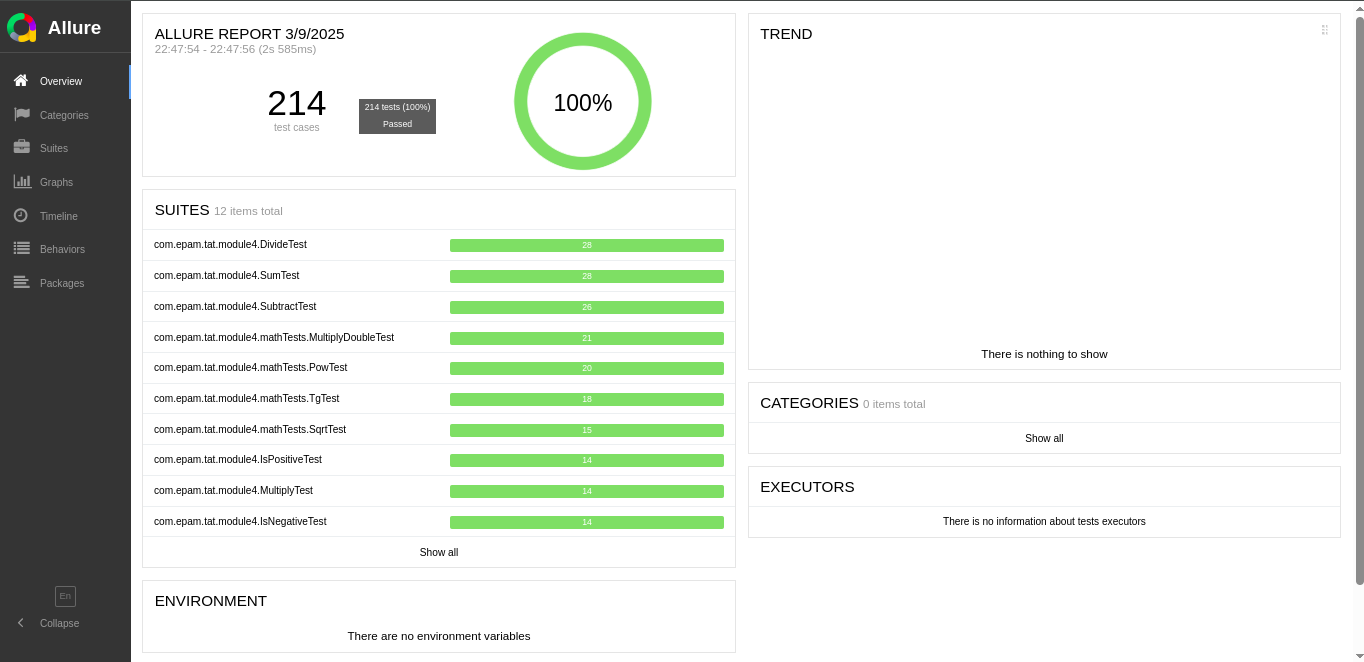 Allure
Overview
Categories
Suites
Graphs
Timeline
Behaviors
Packages
En
Collapse
ALLURE REPORT 3/9/2025
22:47:54 - 22:47:56 (2s 585ms)
214
test cases
214 tests (100%)
Passed
100%
SUITES 12 items total
com.epam.tat.module4.DivideTest 28
com.epam.tat.module4.SumTest 28
com.epam.tat.module4.SubtractTest 26
com.epam.tat.module4.mathTests.MultiplyDoubleTest 21
com.epam.tat.module4.mathTests.PowTest 20
com.epam.tat.module4.mathTests.TgTest 18
com.epam.tat.module4.mathTests.SqrtTest 15
com.epam.tat.module4.IsPositiveTest 14
com.epam.tat.module4.MultiplyTest 14
com.epam.tat.module4.IsNegativeTest 14
Show all
ENVIRONMENT
There are no environment variables
TREND
There is nothing to show
CATEGORIES 0 items total
Show all
EXECUTORS
There is no information about tests executors